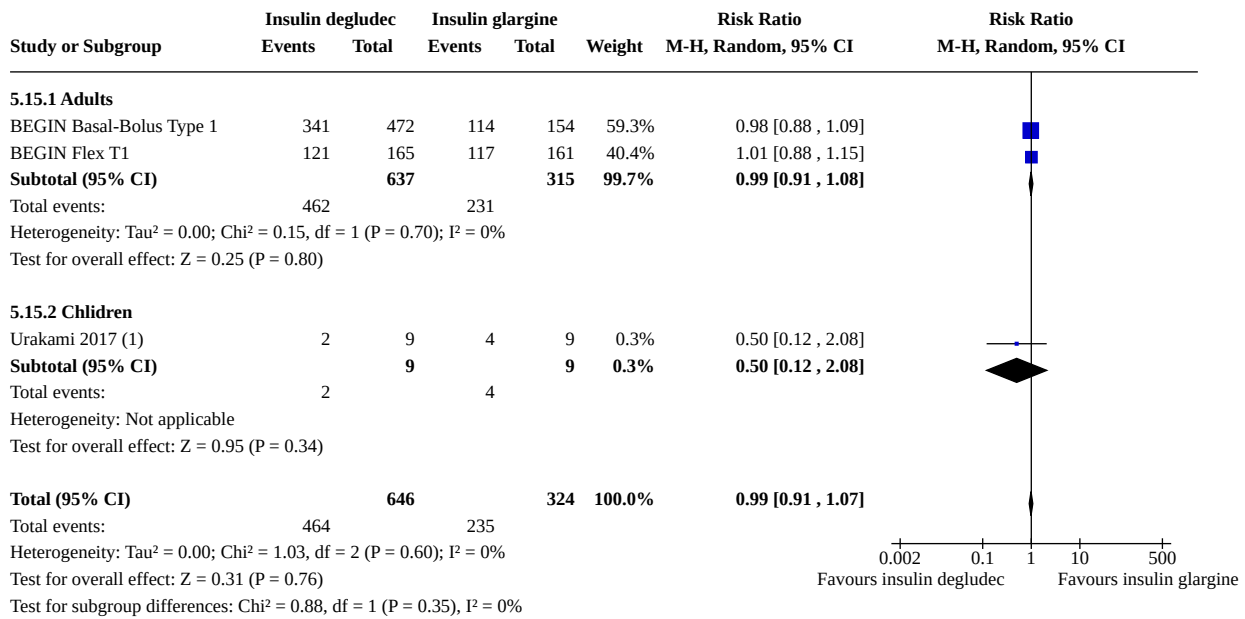 Insulin degludec Insulin glargine Risk Ratio Risk Ratio
Study or Subgroup Events Total Events Total Weight M-H, Random, 95% CI M-H, Random, 95% CI
5.15.1 Adults
BEGIN Basal-Bolus Type 1 341 472 114 154 59.3% 0.98 [0.88 , 1.09]
BEGIN Flex T1 121 165 117 161 40.4% 1.01 [0.88 , 1.15]
Subtotal (95% CI) 637 315 99.7% 0.99 [0.91 , 1.08]
Total events: 462 231
Heterogeneity: Tau² = 0.00; Chi² = 0.15, df = 1 (P = 0.70); I² = 0%
Test for overall effect: Z = 0.25 (P = 0.80)
5.15.2 Chlidren
Urakami 2017 (1) 2 9 4 9 0.3% 0.50 [0.12 , 2.08]
Subtotal (95% CI) 9 9 0.3% 0.50 [0.12 , 2.08]
Total events: 2 4
Heterogeneity: Not applicable
Test for overall effect: Z = 0.95 (P = 0.34)
Total (95% CI) 646 324 100.0% 0.99 [0.91 , 1.07]
Total events: 464 235
Heterogeneity: Tau² = 0.00; Chi² = 1.03, df = 2 (P = 0.60); I² = 0%
0.002 0.1 1 10 500
Test for overall effect: Z = 0.31 (P = 0.76) Favours insulin degludec Favours insulin glargine
Test for subgroup differences: Chi² = 0.88, df = 1 (P = 0.35), I² = 0%